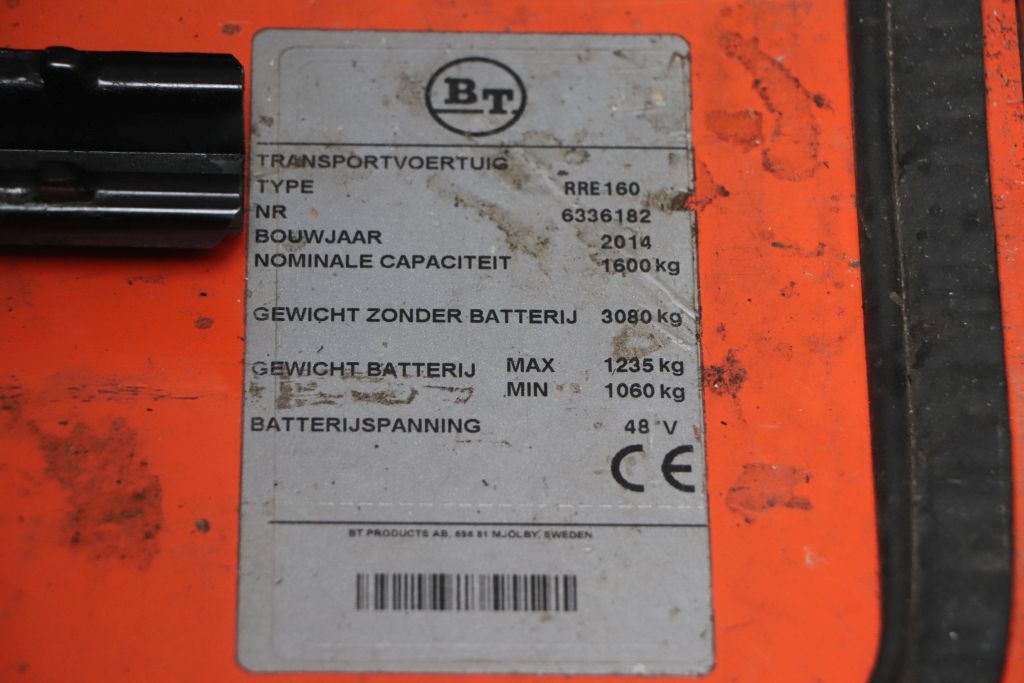 BT
TRANSPORTVOERTUIG
TYPE RRE160
NR 6336182
BOUWJAAR 2014
NOMINALE CAPACITEIT 1600 kg
GEWICHT ZONDER BATTERIJ 3080 kg
GEWICHT BATTERIJ MAX 1235 kg
MIN 1060 kg
BATTERIJSPANNING 48 V
CE
BT PRODUCTS AB, 81 MJÖLBY, SWEDEN